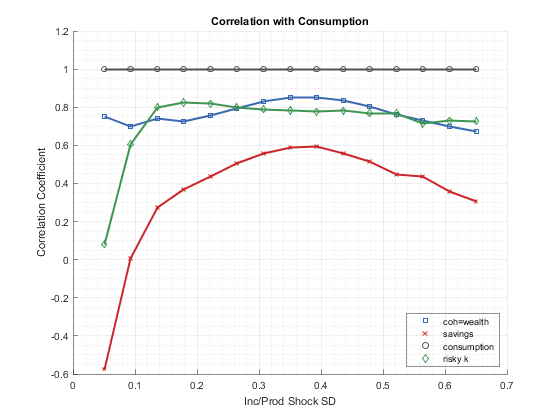 Correlation with Consumption
1.2
1
0.8
0.6
0.4
0.2
0
-0.2
-0.4
-0.6
Correlation Coefficient
0
0.1
0.2
0.3
0.4
0.5
0.6
0.7
Inc/Prod Shock SD
coh=wealth
savings
consumption
risky k